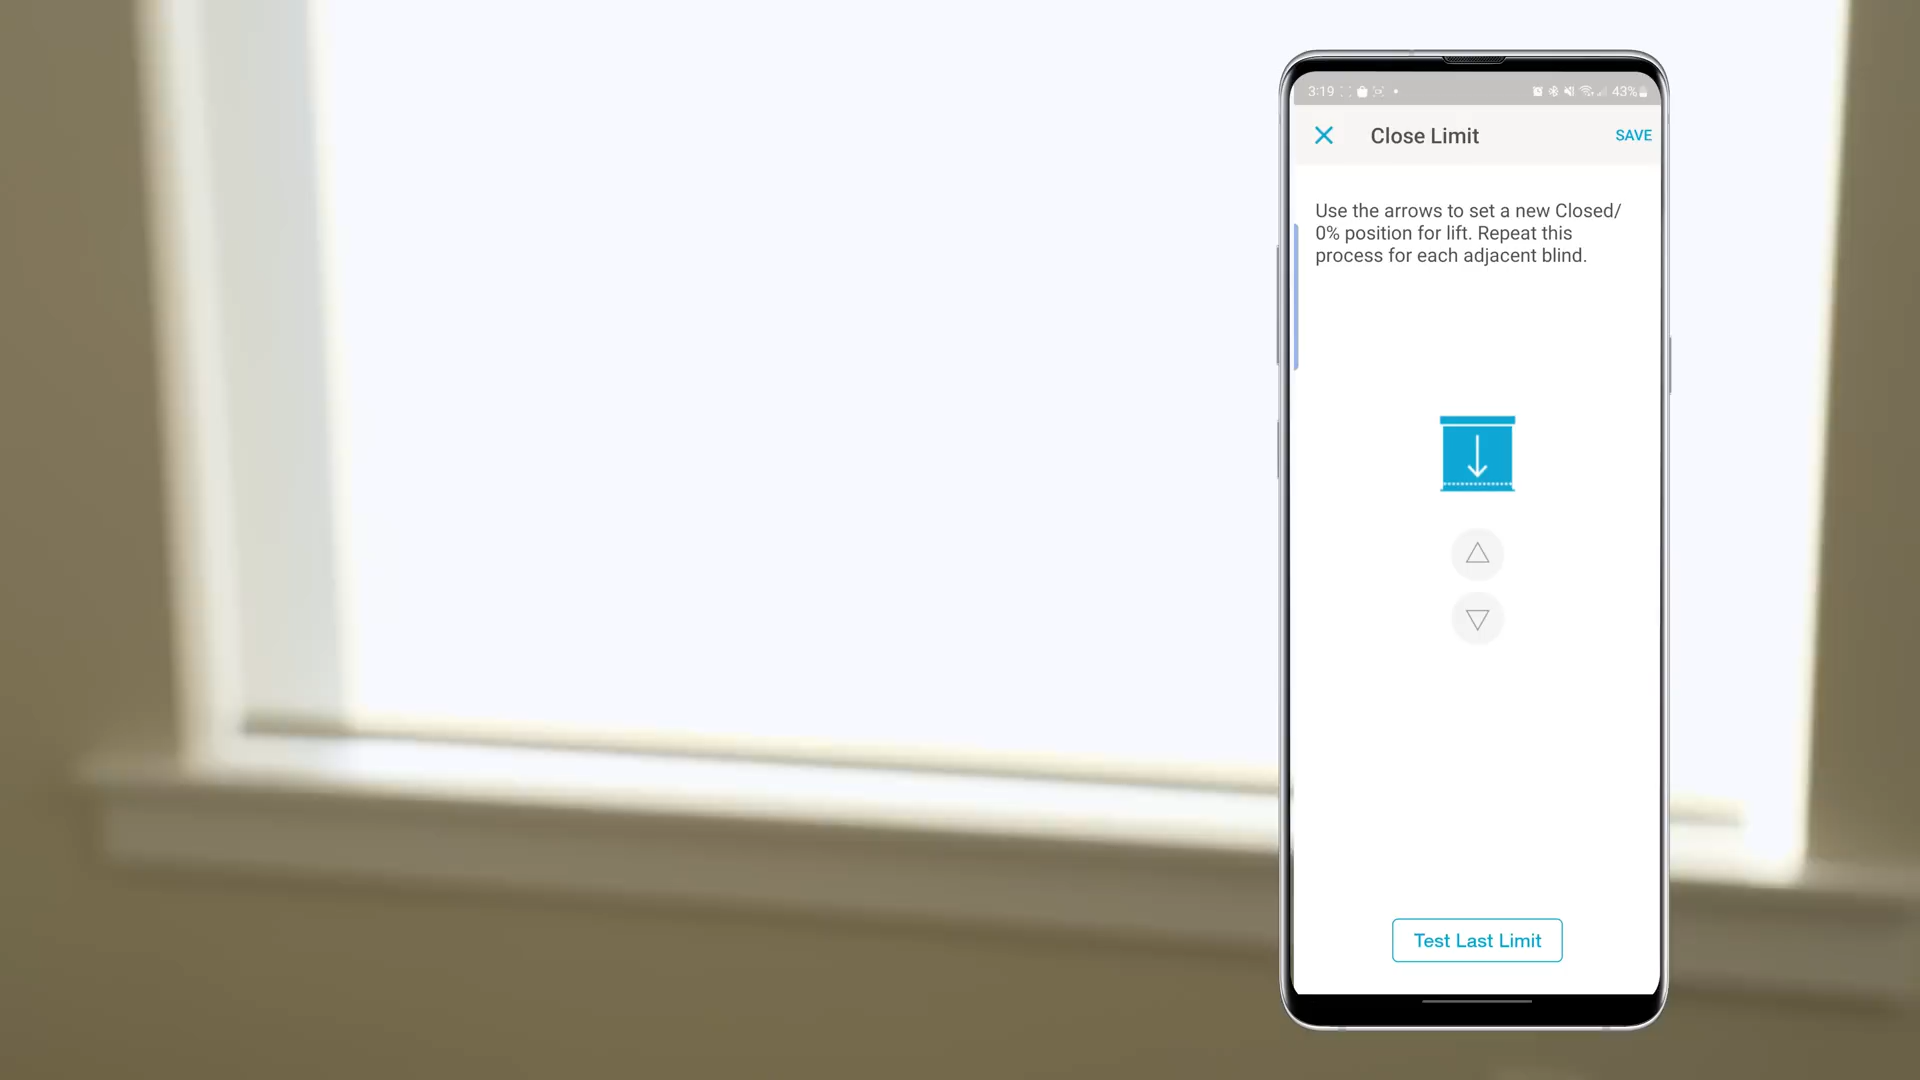 3:19
43%
Close Limit
SAVE
Use the arrows to set a new Closed/
0% position for lift. Repeat this
process for each adjacent blind.
Test Last Limit